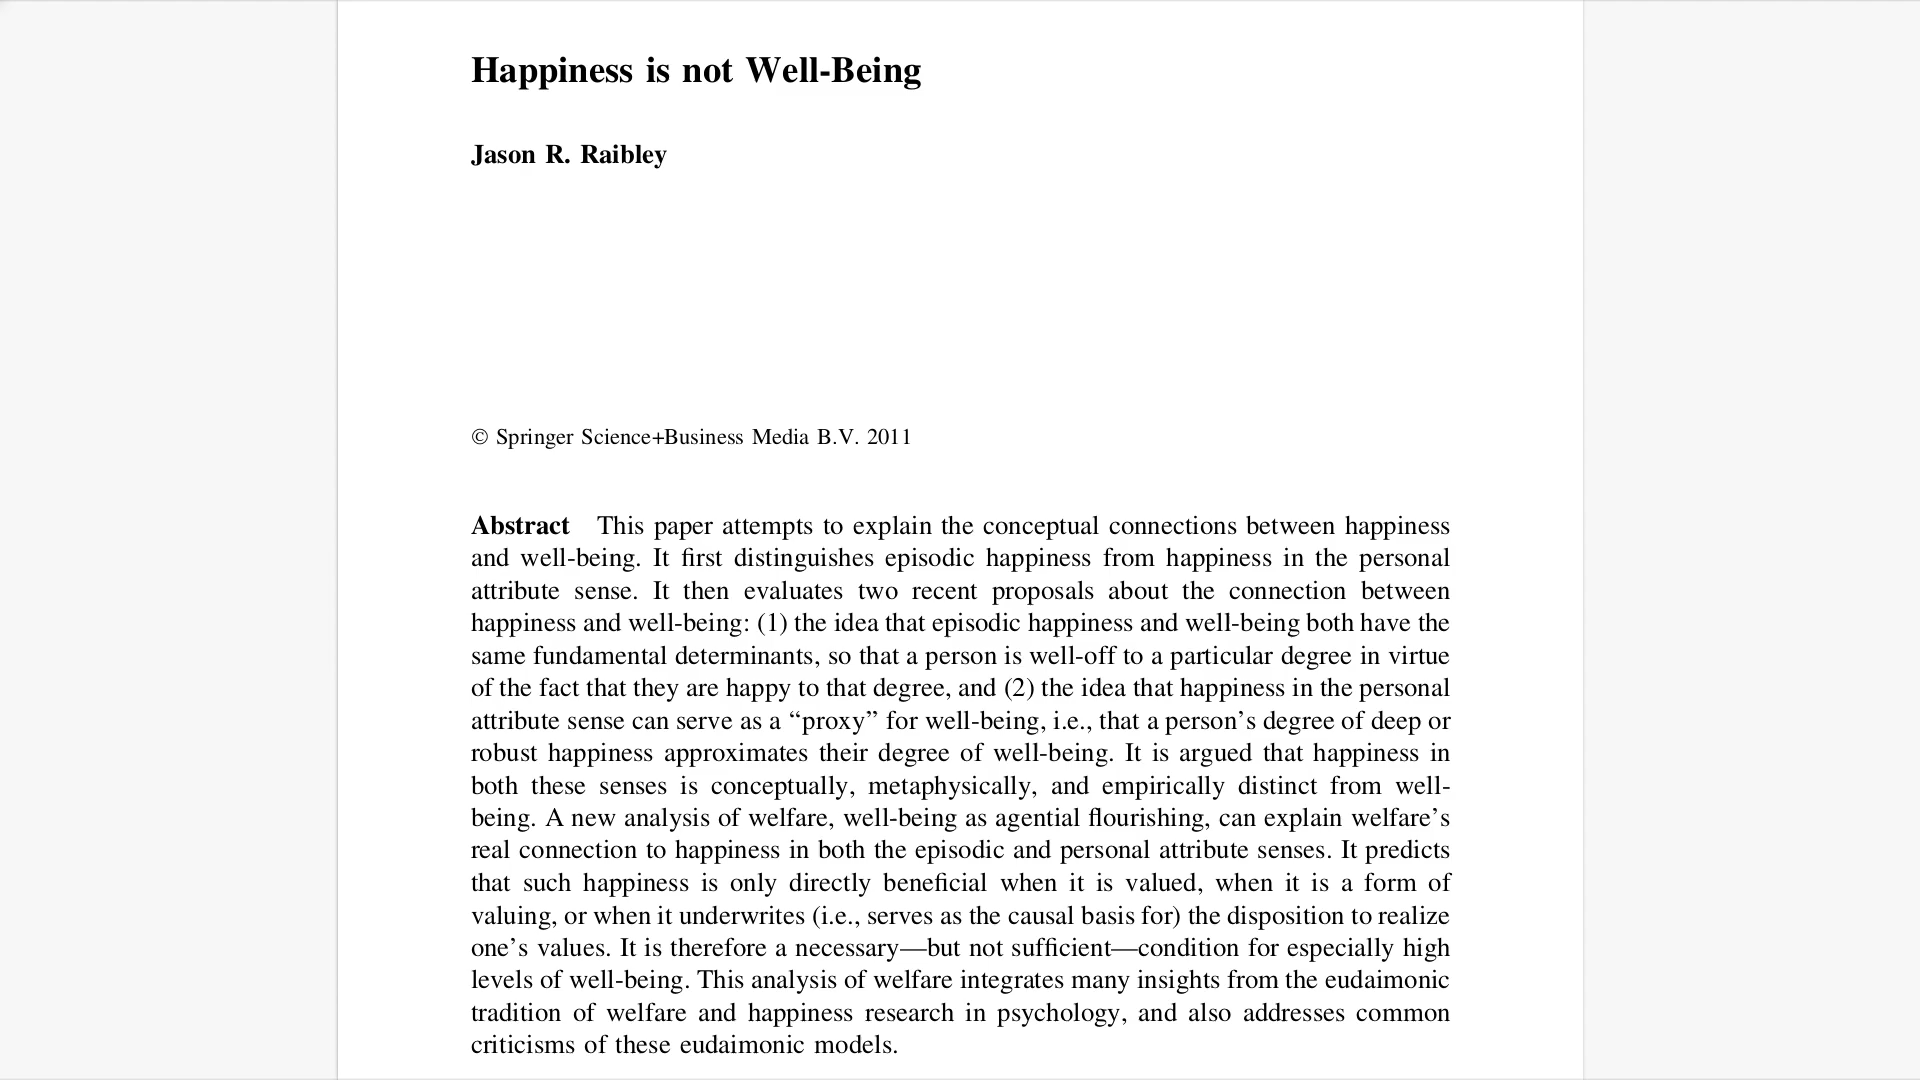 Happiness is not Well-Being
Jason R. Raibley
© Springer Science+Business Media B.V. 2011
Abstract This paper attempts to explain the conceptual connections between happiness
and well-being. It first distinguishes episodic happiness from happiness in the personal
attribute sense. It then evaluates two recent proposals about the connection between
happiness and well-being: (1) the idea that episodic happiness and well-being both have the
same fundamental determinants, so that a person is well-off to a particular degree in virtue
of the fact that they are happy to that degree, and (2) the idea that happiness in the personal
attribute sense can serve as a “proxy” for well-being, i.e., that a person’s degree of deep or
robust happiness approximates their degree of well-being. It is argued that happiness in
both these senses is conceptually, metaphysically, and empirically distinct from well-
being. A new analysis of welfare, well-being as agential flourishing, can explain welfare’s
real connection to happiness in both the episodic and personal attribute senses. It predicts
that such happiness is only directly beneficial when it is valued, when it is a form of
valuing, or when it underwrites (i.e., serves as the causal basis for) the disposition to realize
one’s values. It is therefore a necessary—but not sufficient—condition for especially high
levels of well-being. This analysis of welfare integrates many insights from the eudaimonic
tradition of welfare and happiness research in psychology, and also addresses common
criticisms of these eudaimonic models.